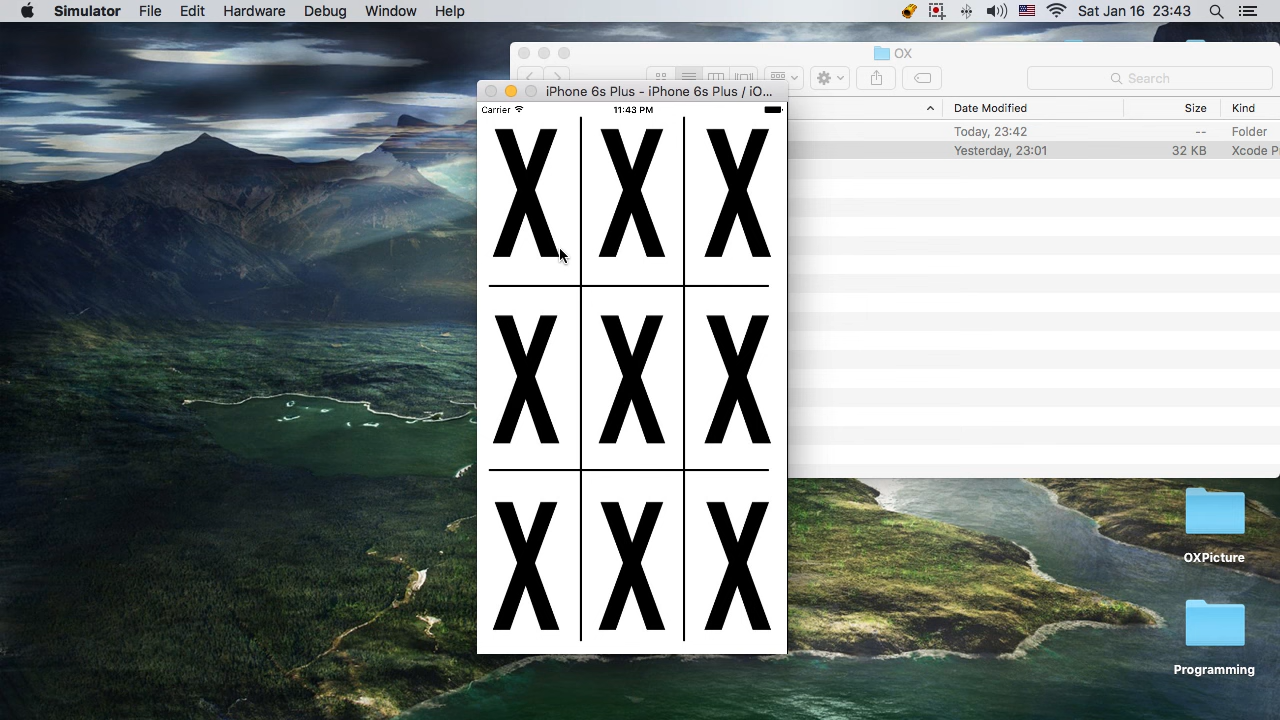 Simulator File Edit Hardware Debug Window Help Sat Jan 16 23:43
OX
Search
iPhone 6s Plus - iPhone 6s Plus / iO...
Date Modified Size Kind
Carrier 11:43 PM
Today, 23:42 -- Folder
Yesterday, 23:01 32 KB Xcode P
X X X
X X X
X X X
OXPicture
Programming